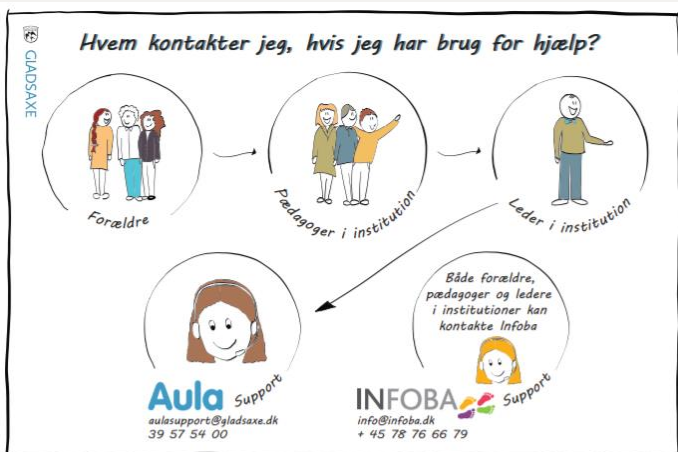 GLADSAXE
Hvem kontakter jeg, hvis jeg har brug for hjælp?
Forældre
Pædagoger i institution
Leder i institution
Både forældre,
pædagoger og ledere
i institutioner kan
kontakte Infoba
Aula Support
aulasupport@gladsaxe.dk
39 57 54 00
INFOBA Support
info@infoba.dk
+ 45 78 76 66 79